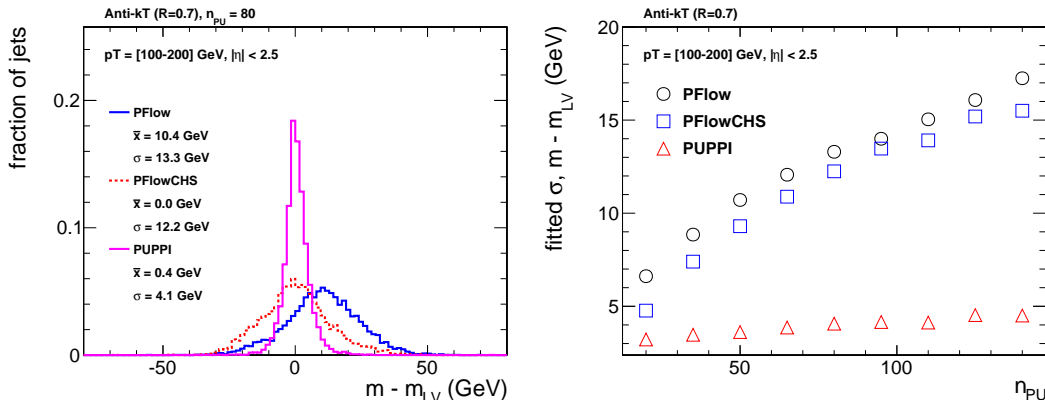 Anti-kT (R=0.7), n_PU = 80
fraction of jets
pT = [100-200] GeV, |η| < 2.5
0.2
0.1
0
PFlow
x̄ = 10.4 GeV
σ = 13.3 GeV
PFlowCHS
x̄ = 0.0 GeV
σ = 12.2 GeV
PUPPI
x̄ = 0.4 GeV
σ = 4.1 GeV
-50 0 50
m - m_LV (GeV)
Anti-kT (R=0.7)
fitted σ, m - m_LV (GeV)
pT = [100-200] GeV, |η| < 2.5
20
15
10
5
PFlow
PFlowCHS
PUPPI
50 100
n_PU